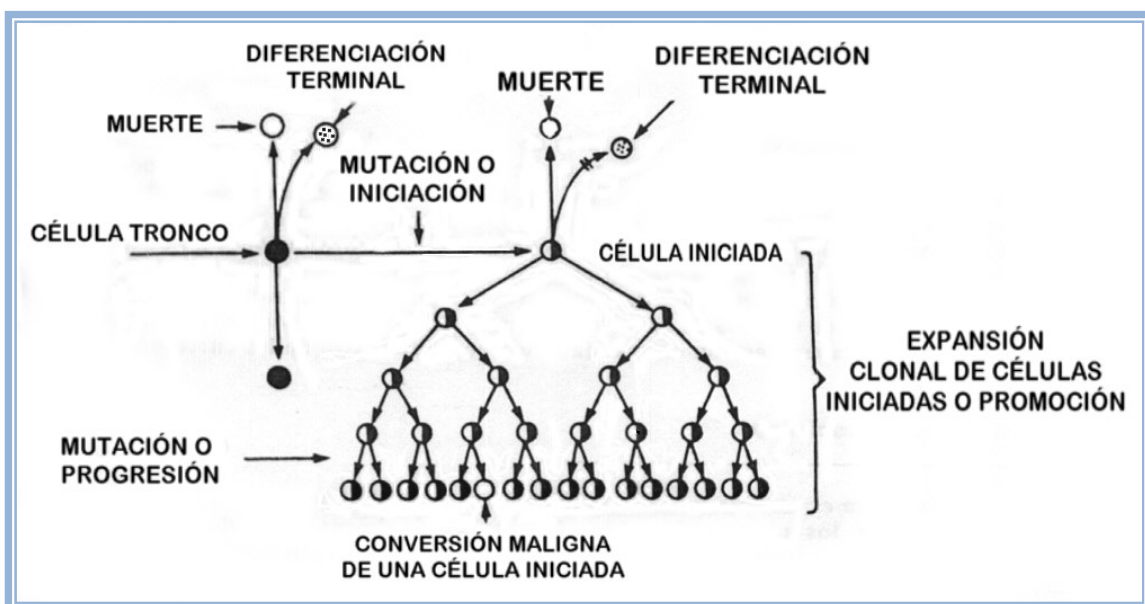 DIFERENCIACIÓN
TERMINAL
MUERTE
DIFERENCIACIÓN
TERMINAL
MUERTE
MUTACIÓN O
INICIACIÓN
CÉLULA TRONCO
CÉLULA INICIADA
EXPANSIÓN
CLONAL DE CÉLULAS
INICIADAS O PROMOCIÓN
MUTACIÓN O
PROGRESIÓN
CONVERSIÓN MALIGNA
DE UNA CÉLULA INICIADA